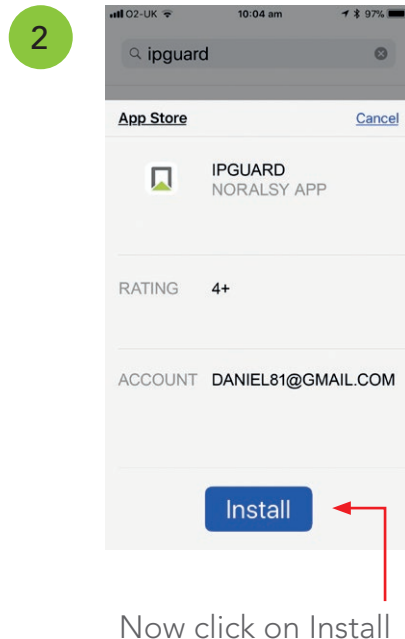 2
O2-UK 10:04 am 97%
ipguard
App Store Cancel
IPGUARD
NORALSY APP
RATING 4+
ACCOUNT DANIEL81@GMAIL.COM
Install
Now click on Install